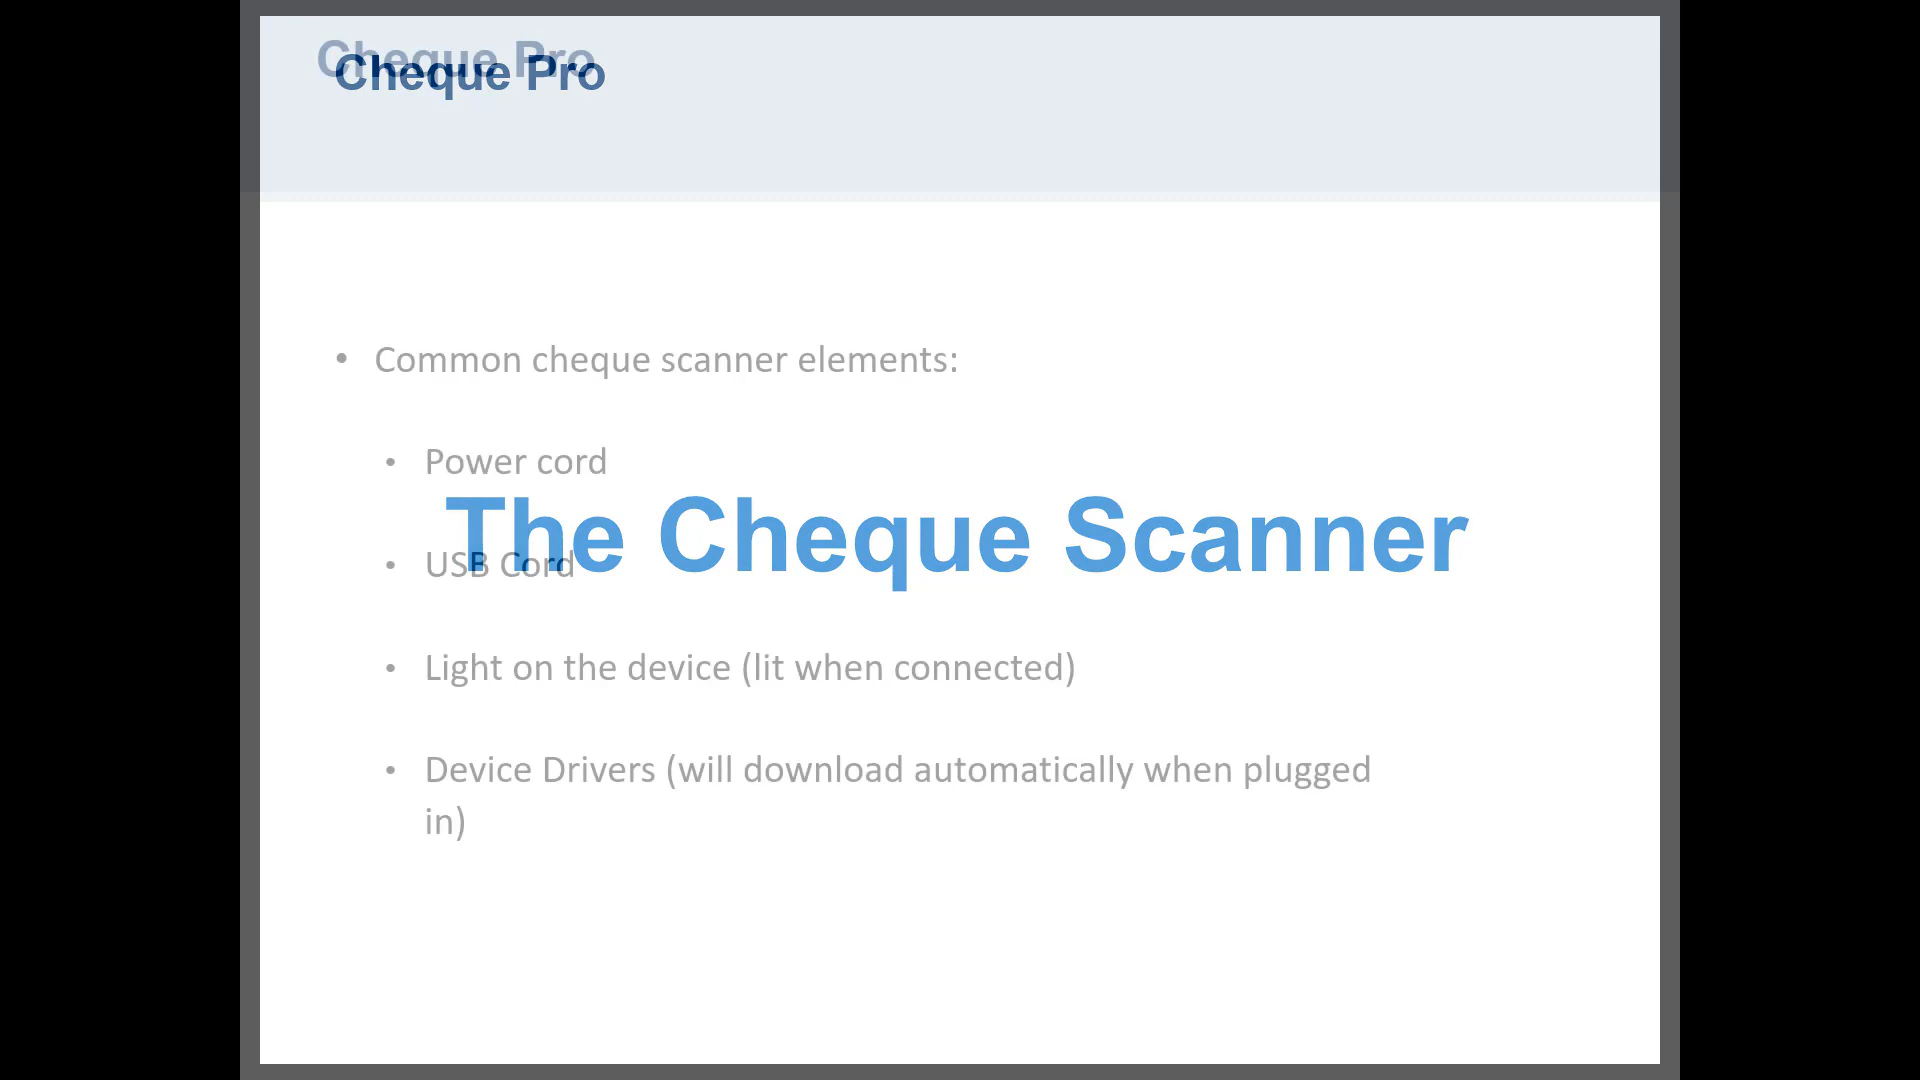 Cheque Pro
Cheque Pro
• Common cheque scanner elements:
• Power cord
The Cheque Scanner
• USB Cord
• Light on the device (lit when connected)
• Device Drivers (will download automatically when plugged
in)